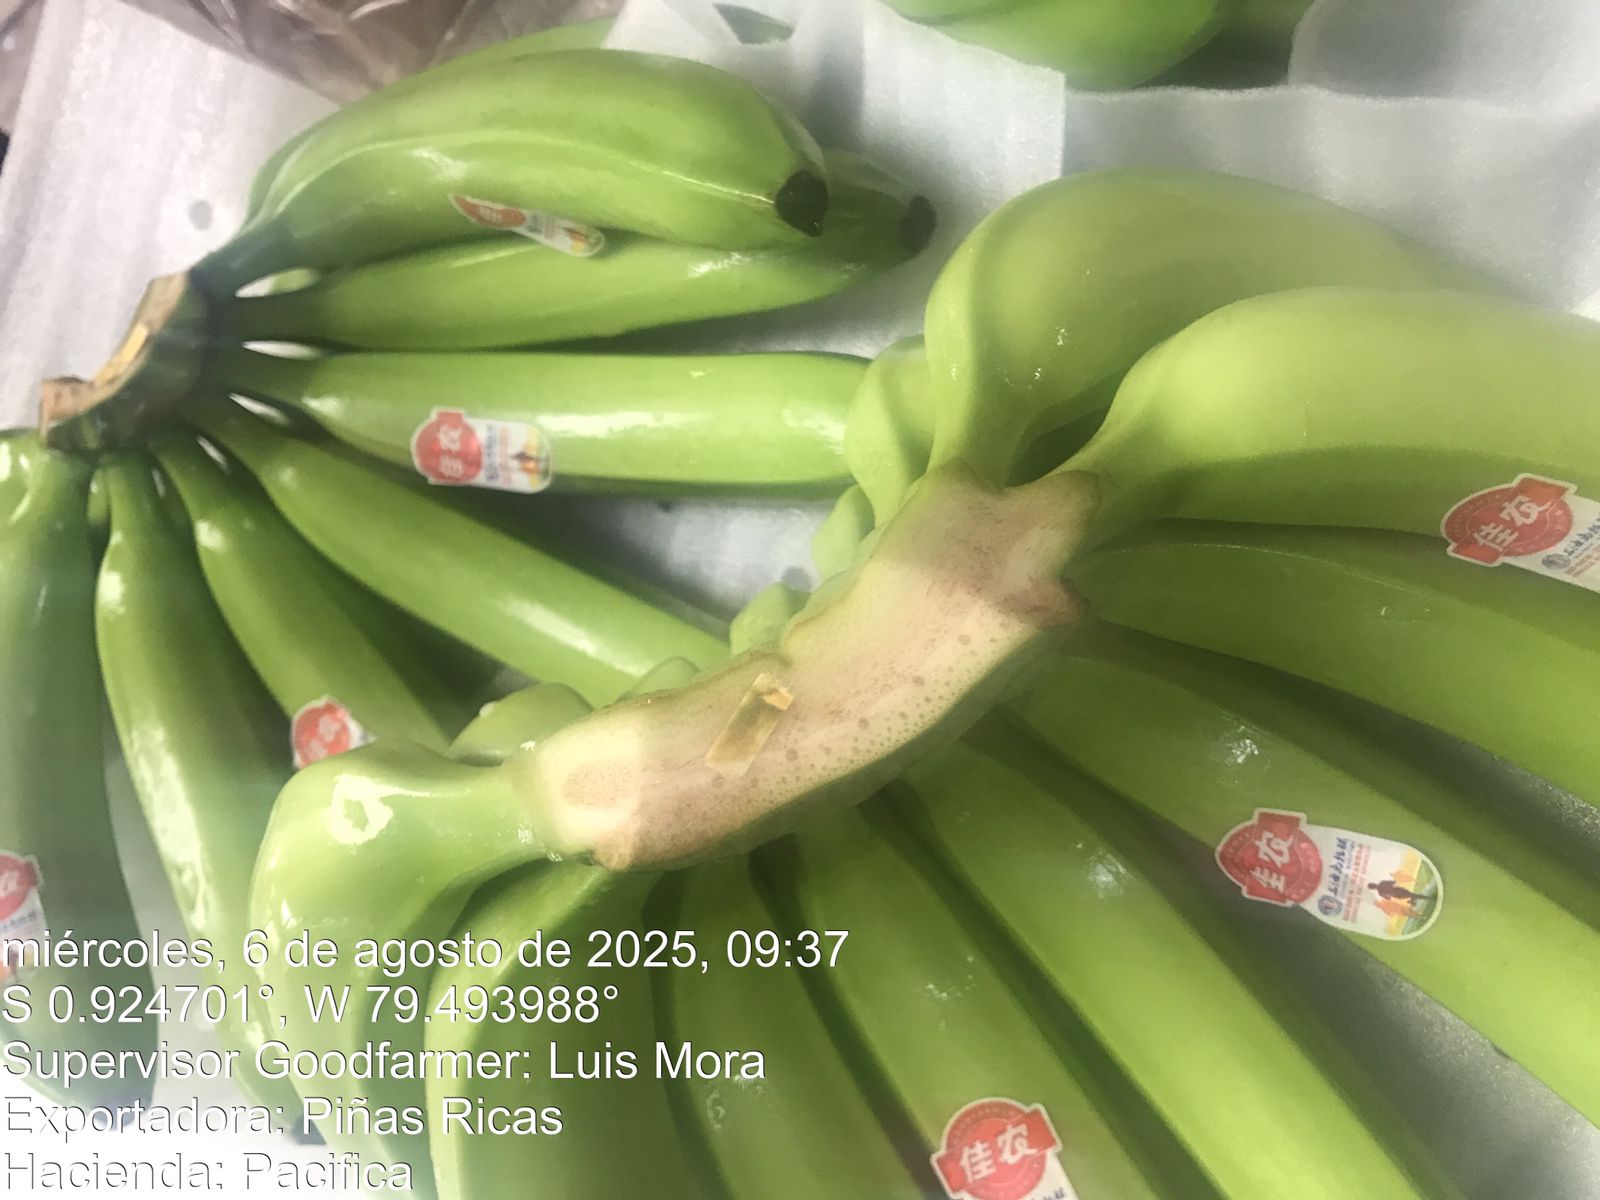 佳农
佳农
佳农
佳农
佳农
miércoles, 6 de agosto de 2025, 09:37
S 0.924701°, W 79.493988°
Supervisor Goodfarmer: Luis Mora
Exportadora: Piñas Ricas
Hacienda: Pacifica
佳农